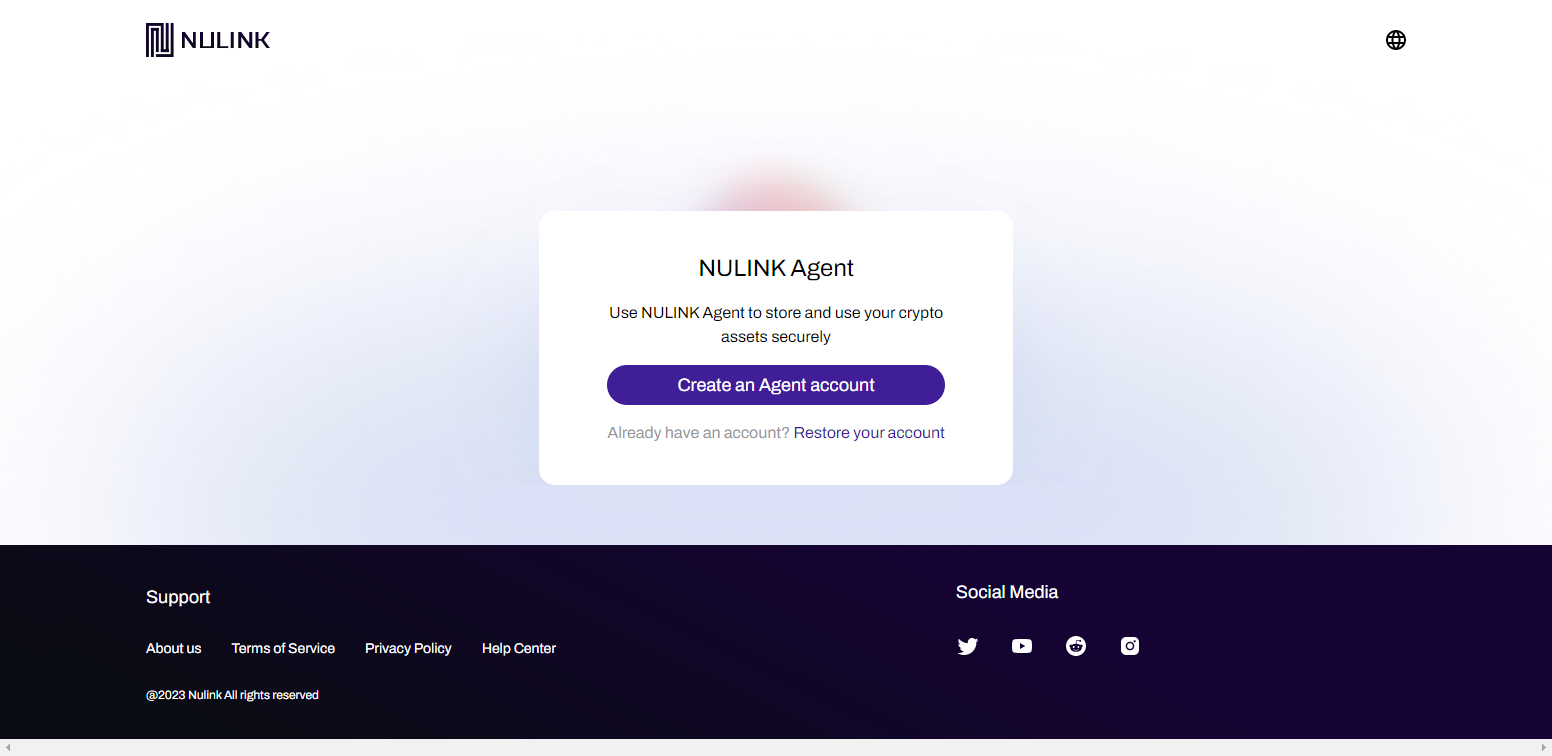 NULINK
NULINK Agent
Use NULINK Agent to store and use your crypto
assets securely
Create an Agent account
Already have an account? Restore your account
Support
About us Terms of Service Privacy Policy Help Center
@2023 Nulink All rights reserved
Social Media